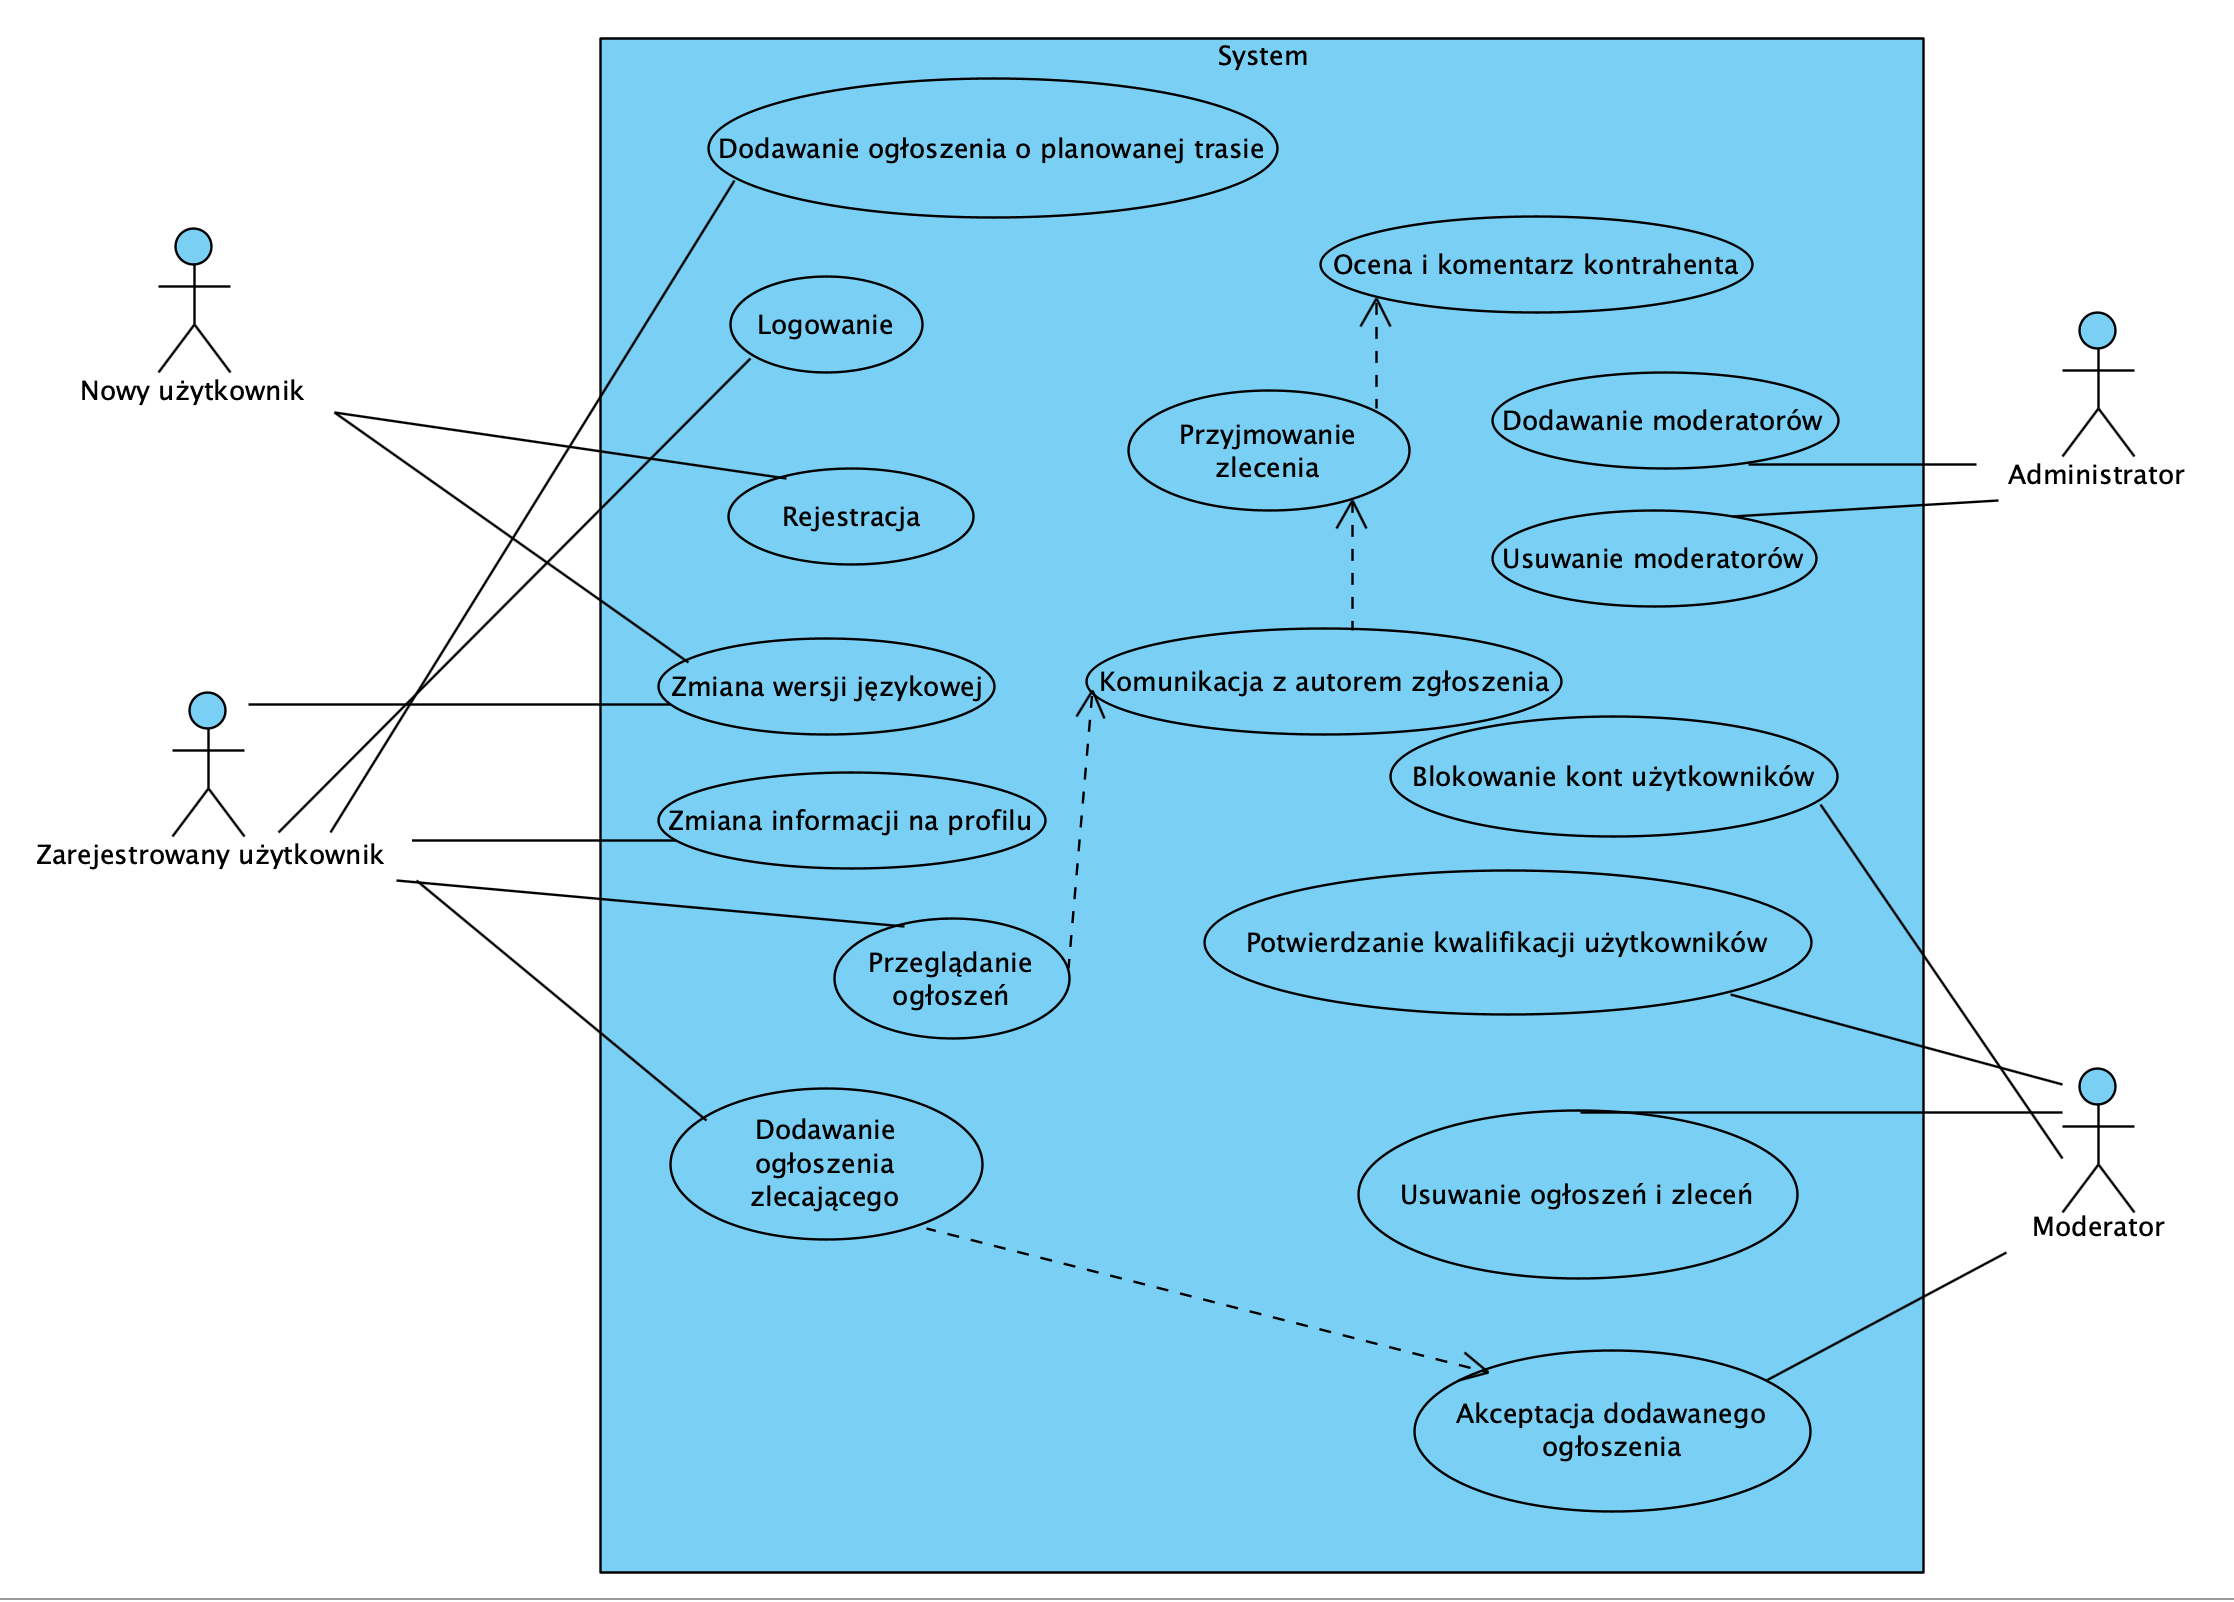 System
Dodawanie ogłoszenia o planowanej trasie
Ocena i komentarz kontrahenta
Logowanie
Nowy użytkownik
Przyjmowanie
zlecenia
Dodawanie moderatorów
Administrator
Rejestracja
Usuwanie moderatorów
Zmiana wersji językowej
Komunikacja z autorem zgłoszenia
Blokowanie kont użytkowników
Zmiana informacji na profilu
Zarejestrowany użytkownik
Przeglądanie
ogłoszeń
Potwierdzanie kwalifikacji użytkowników
Dodawanie
ogłoszenia
zlecającego
Usuwanie ogłoszeń i zleceń
Moderator
Akceptacja dodawanego
ogłoszenia